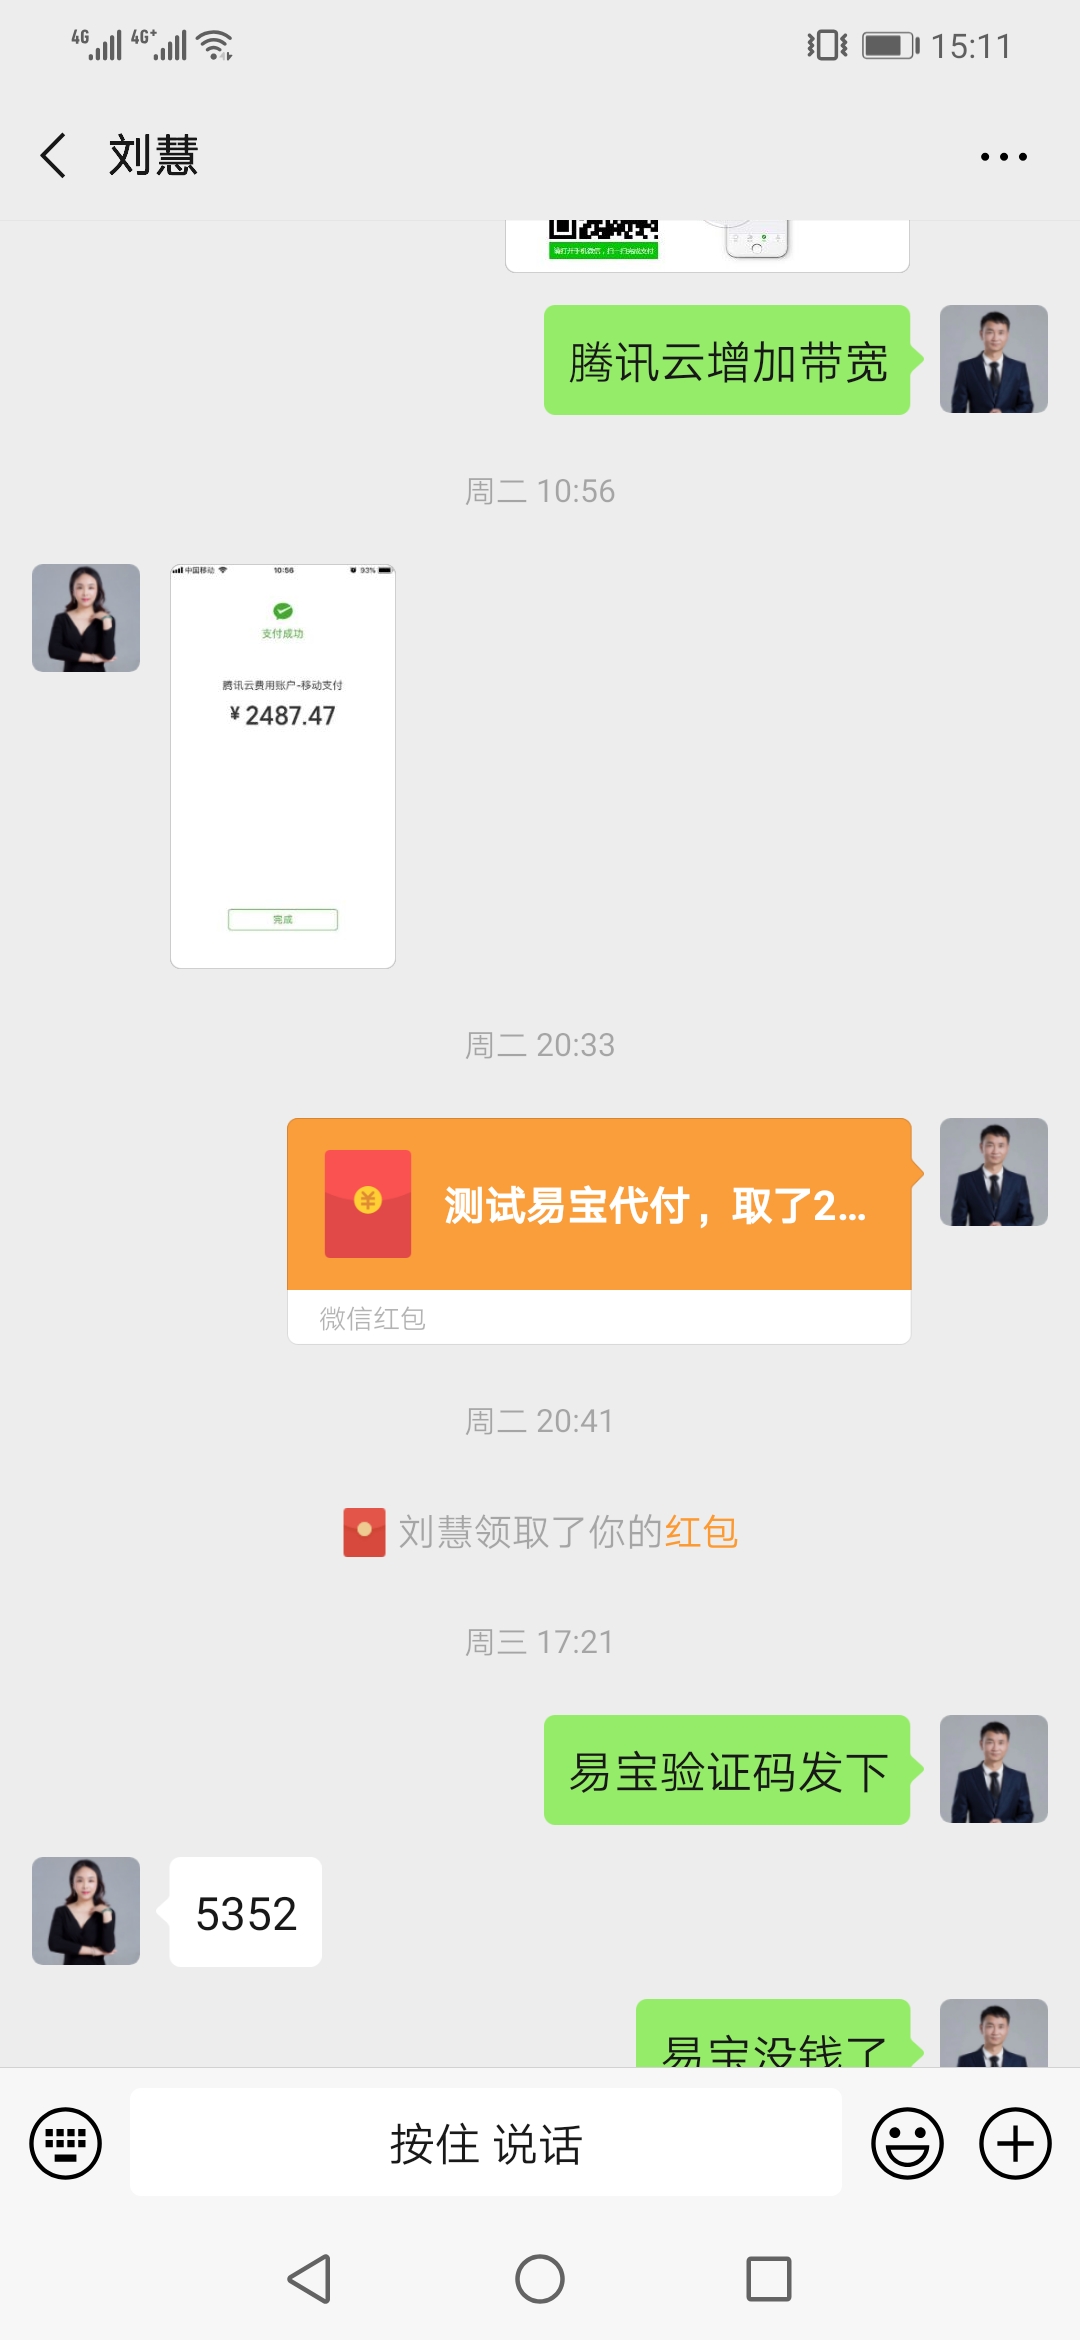 4G 4G+ 15:11
刘慧
请打开手机微信，扫一扫完成支付
腾讯云增加带宽
周二 10:56
中国移动 10:56 93%
支付成功
腾讯云费用账户-移动支付
¥ 2487.47
完成
周二 20:33
测试易宝代付，取了2...
微信红包
周二 20:41
刘慧领取了你的红包
周三 17:21
易宝验证码发下
5352
易宝没钱了
按住 说话